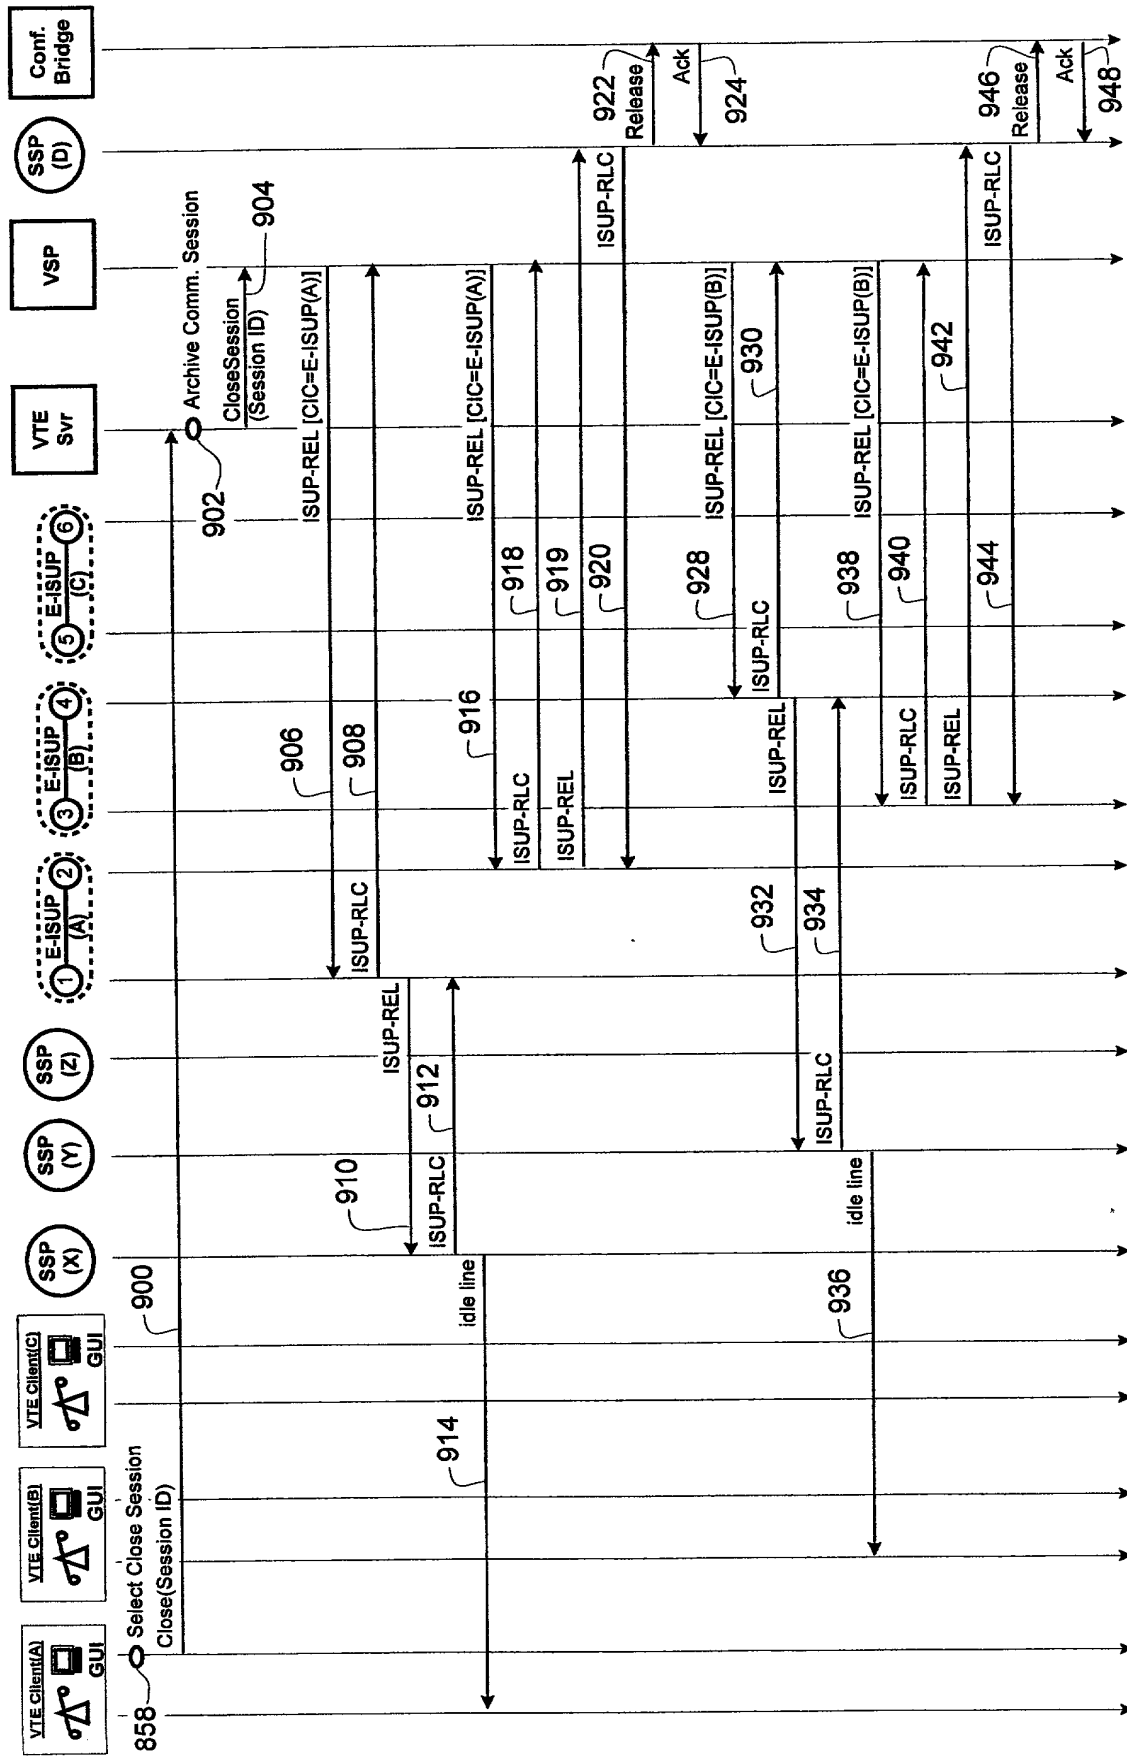 VTE Client(A)
GUI
VTE Client(B)
GUI
VTE Client(C)
GUI
SSP
(X)
SSP
(Y)
SSP
(Z)
1
E-ISUP
(A)
2
3
E-ISUP
(B)
4
5
E-ISUP
(C)
6
VTE
Svr
VSP
SSP
(D)
Conf.
Bridge
858
Select Close Session
Close(Session ID)
900
902
Archive Comm. Session
CloseSession
(Session ID)
904
ISUP-REL [CIC=E-ISUP(A)]
906
ISUP-RLC
908
ISUP-REL
910
ISUP-RLC
912
idle line
914
ISUP-REL [CIC=E-ISUP(A)]
916
ISUP-RLC
918
ISUP-REL
919
ISUP-RLC
920
Release
922
Ack
924
ISUP-REL [CIC=E-ISUP(B)]
928
ISUP-RLC
930
ISUP-REL
932
ISUP-RLC
934
idle line
936
ISUP-REL [CIC=E-ISUP(B)]
938
ISUP-RLC
940
ISUP-REL
942
ISUP-RLC
944
Release
946
Ack
948